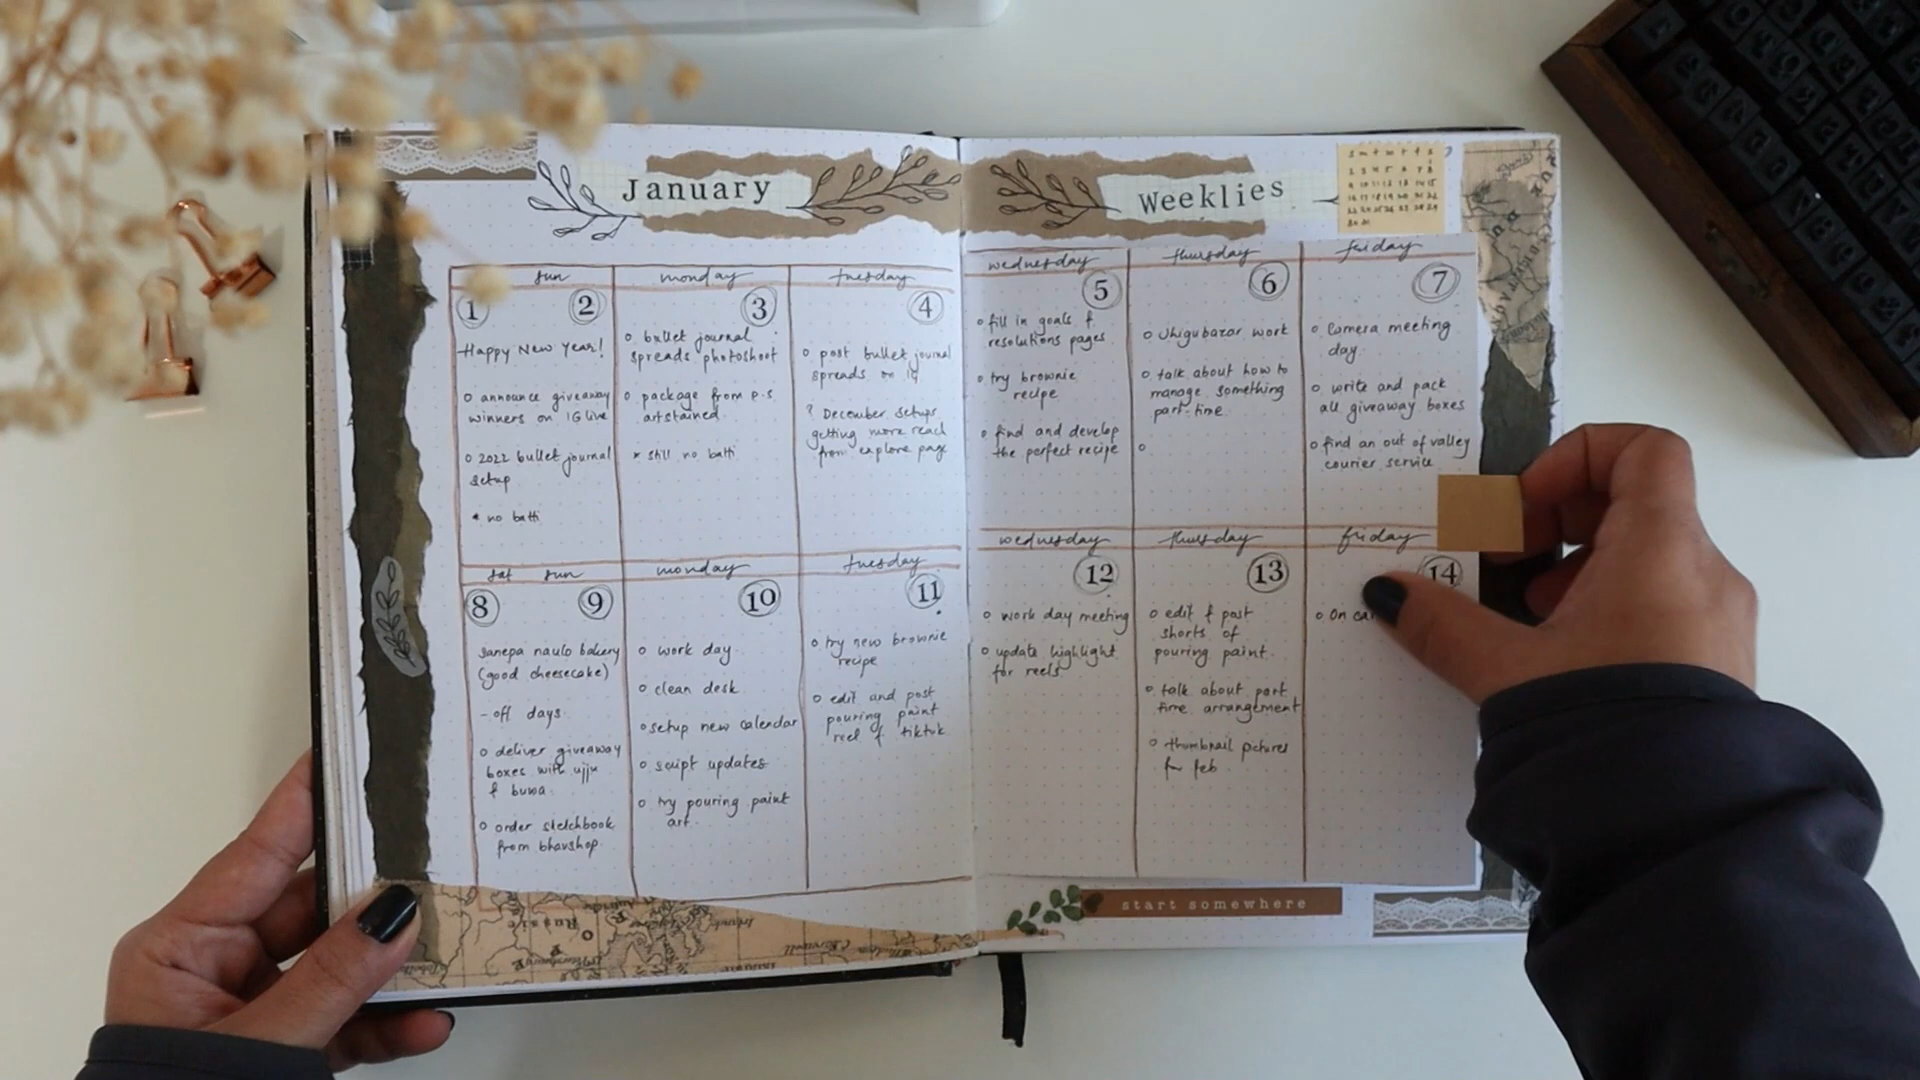 January
Weeklies
S M T W T F S
sun
monday
tuesday
wednesday
thursday
friday
1
2
Happy New Year!
o announce giveaway
winners on IG live
o 2022 bullet journal
setup
* no batti
3
o bullet journal
spreads photoshoot
o package from p.s
artstained
* still no batti
4
o post bullet journal
spreads on IG
? December setups
getting more reach
from explore page
5
o fill in goals &
resolutions pages
o try brownie
recipe
o find and develop
the perfect recipe
6
work
o talk about how to
manage something
part-time
o
7
o Camera meeting
day
o write and pack
all giveaway boxes
o find an out of valley
courier service
sat sun
monday
tuesday
wednesday
thursday
friday
8
9
Sanepa naulo bakery
(good cheesecake)
- off days
o deliver giveaway
boxes with ujju
& buwa
o order sketchbook
from bhavshop
10
o work day
o clean desk
o setup new calendar
o script updates
o try pouring paint
art
11
o try new brownie
recipe
o edit and post
pouring paint
reel & tiktok
12
o work day meeting
o update highlight
for reels
13
o edit & post
shorts of
pouring paint
o talk about part
time arrangement
o thumbnail pictures
for feb
14
o On
start somewhere
Russie